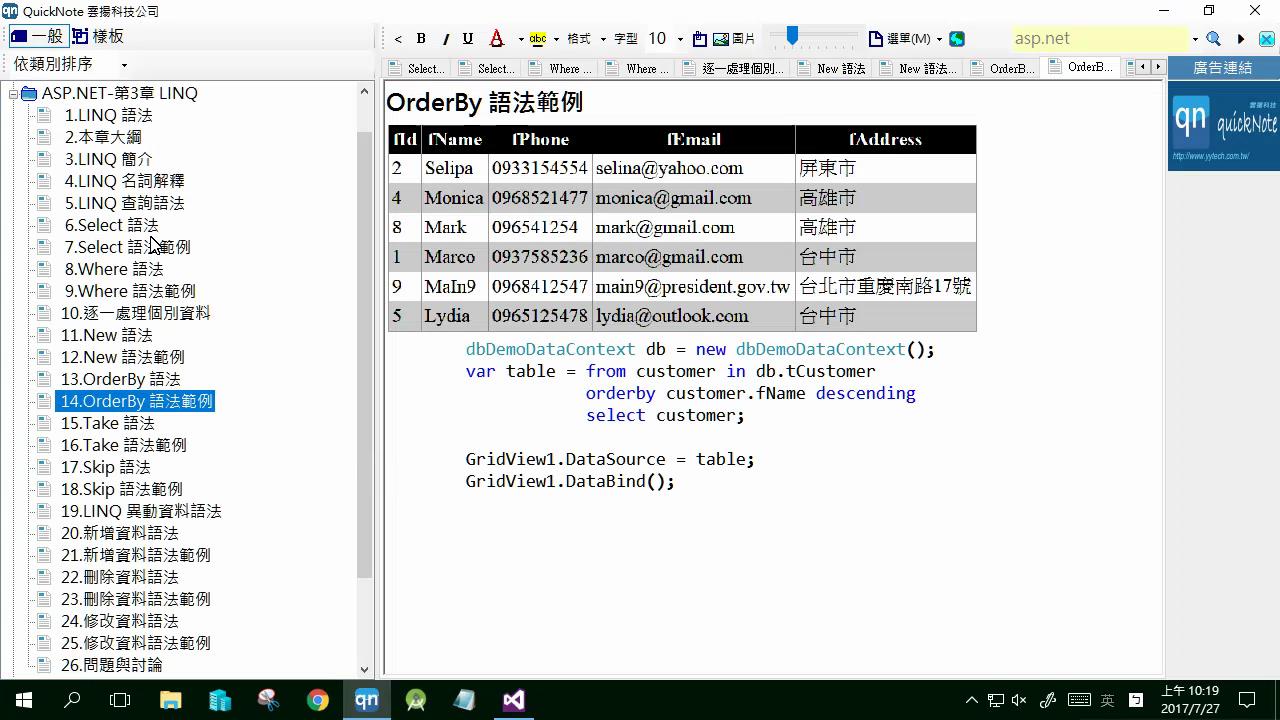 QuickNote 雲揚科技公司
一般 樣板
< B I U A abc 格式 字型 10 圖片 選單(M) asp.net
依類別排序
Select... Select... Where ... Where ... 逐一處理個別... New 語法 New 語法... OrderB... OrderB...
廣告連結
ASP.NET-第3章 LINQ
1.LINQ 語法
2.本章大綱
3.LINQ 簡介
4.LINQ 名詞解釋
5.LINQ 查詢語法
6.Select 語法
7.Select 語法範例
8.Where 語法
9.Where 語法範例
10.逐一處理個別資料
11.New 語法
12.New 語法範例
13.OrderBy 語法
14.OrderBy 語法範例
15.Take 語法
16.Take 語法範例
17.Skip 語法
18.Skip 語法範例
19.LINQ 異動資料語法
20.新增資料語法
21.新增資料語法範例
22.刪除資料語法
23.刪除資料語法範例
24.修改資料語法
25.修改資料語法範例
26.問題與討論
OrderBy 語法範例
fId fName fPhone fEmail fAddress
2 Selipa 0933154554 selina@yahoo.com 屏東市
4 Monica 0968521477 monica@gmail.com 高雄市
8 Mark 096541254 mark@gmail.com 高雄市
1 Marco 0937585236 marco@gmail.com 台中市
9 MaIn9 0968412547 main9@president.gov.tw 台北市重慶南路17號
5 Lydia 0965125478 lydia@outlook.com 台中市
dbDemoDataContext db = new dbDemoDataContext();
var table = from customer in db.tCustomer
orderby customer.fName descending
select customer;
GridView1.DataSource = table;
GridView1.DataBind();
qn 雲揚科技 quickNote
http://www.yytech.com.tw/
qn
英
上午 10:19
2017/7/27